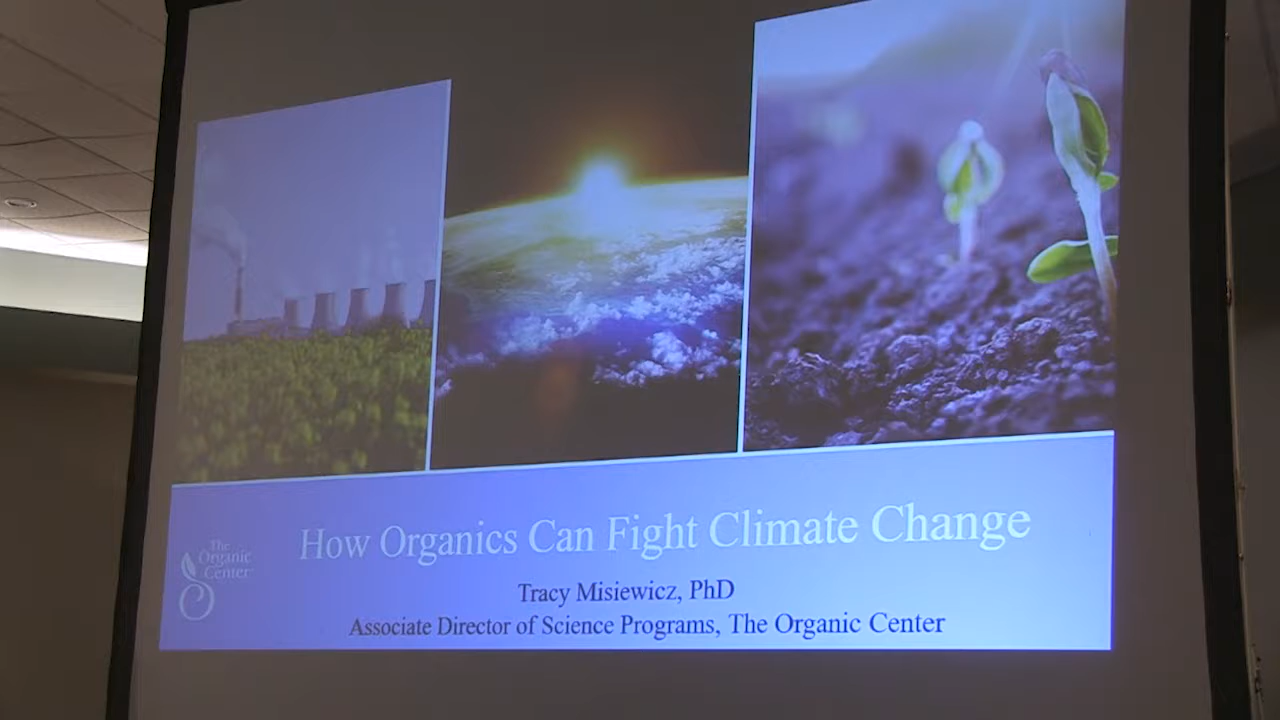 The
Organic
Center
How Organics Can Fight Climate Change
Tracy Misiewicz, PhD
Associate Director of Science Programs, The Organic Center